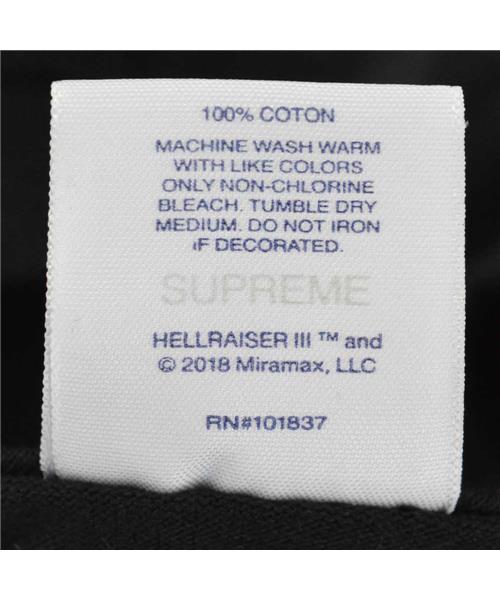 100% COTON
MACHINE WASH WARM
WITH LIKE COLORS
ONLY NON-CHLORINE
BLEACH. TUMBLE DRY
MEDIUM. DO NOT IRON
IF DECORATED.
SUPREME
HELLRAISER III ™ and
© 2018 Miramax, LLC
RN#101837